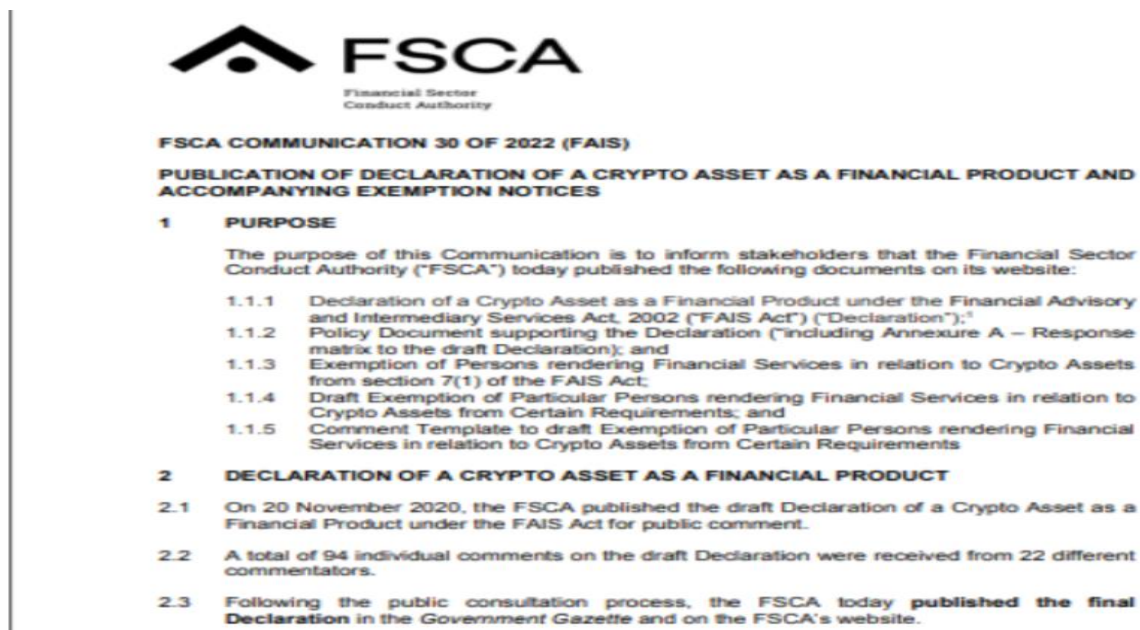 FSCA
Financial Sector
Conduct Authority
FSCA COMMUNICATION 30 OF 2022 (FAIS)
PUBLICATION OF DECLARATION OF A CRYPTO ASSET AS A FINANCIAL PRODUCT AND
ACCOMPANYING EXEMPTION NOTICES
1 PURPOSE
The purpose of this Communication is to inform stakeholders that the Financial Sector
Conduct Authority (“FSCA”) today published the following documents on its website:
1.1.1 Declaration of a Crypto Asset as a Financial Product under the Financial Advisory
and Intermediary Services Act, 2002 (“FAIS Act”) (“Declaration”);¹
1.1.2 Policy Document supporting the Declaration (“including Annexure A – Response
matrix to the draft Declaration); and
1.1.3 Exemption of Persons rendering Financial Services in relation to Crypto Assets
from section 7(1) of the FAIS Act;
1.1.4 Draft Exemption of Particular Persons rendering Financial Services in relation to
Crypto Assets from Certain Requirements; and
1.1.5 Comment Template to draft Exemption of Particular Persons rendering Financial
Services in relation to Crypto Assets from Certain Requirements
2 DECLARATION OF A CRYPTO ASSET AS A FINANCIAL PRODUCT
2.1 On 20 November 2020, the FSCA published the draft Declaration of a Crypto Asset as a
Financial Product under the FAIS Act for public comment.
2.2 A total of 94 individual comments on the draft Declaration were received from 22 different
commentators.
2.3 Following the public consultation process, the FSCA today published the final
Declaration in the Government Gazette and on the FSCA's website.